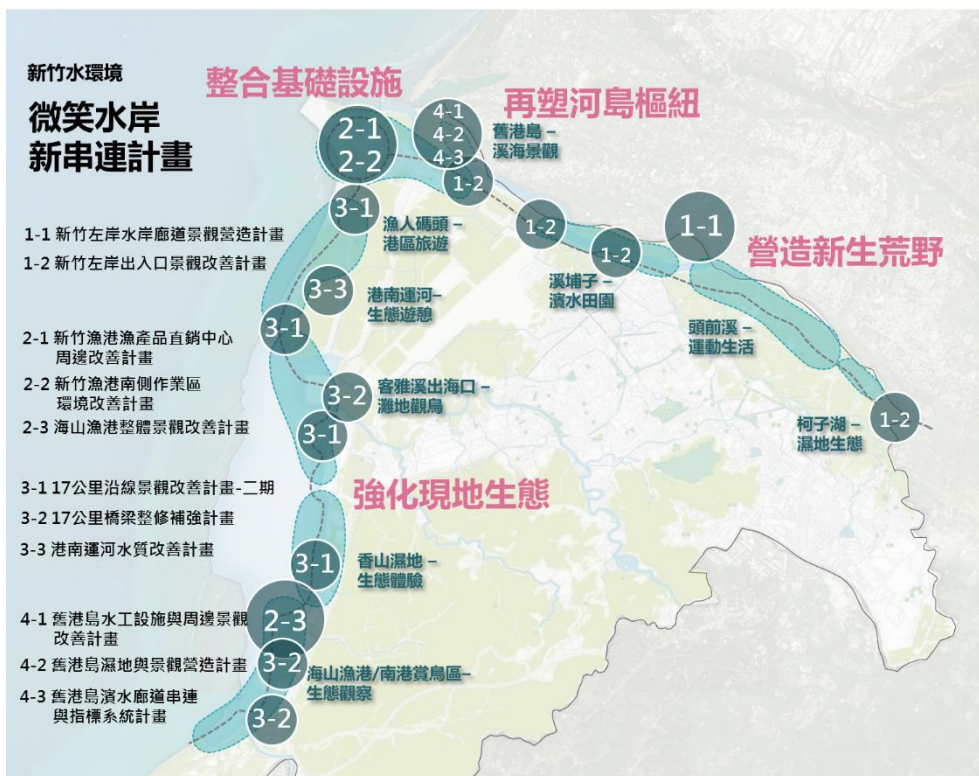 新竹水環境
微笑水岸
新串連計畫
1-1 新竹左岸水岸廊道景觀營造計畫
1-2 新竹左岸出入口景觀改善計畫
2-1 新竹漁港漁產品直銷中心
周邊改善計畫
2-2 新竹漁港南側作業區
環境改善計畫
2-3 海山漁港整體景觀改善計畫
3-1 17公里沿線景觀改善計畫-二期
3-2 17公里橋梁整修補強計畫
3-3 港南運河水質改善計畫
4-1 舊港島水工設施與周邊景觀
改善計畫
4-2 舊港島濕地與景觀營造計畫
4-3 舊港島濱水廊道串連
與指標系統計畫
整合基礎設施
再塑河島樞紐
營造新生荒野
強化現地生態
2-1
2-2
4-1
4-2
4-3
舊港島–
溪海景觀
1-2
3-1
漁人碼頭–
港區旅遊
1-2
1-2
1-1
溪埔子–
濱水田園
頭前溪–
運動生活
柯子湖–
濕地生態
1-2
3-3
港南運河–
生態遊憩
3-1
3-2
客雅溪出海口–
灘地觀鳥
3-1
3-1
香山濕地–
生態體驗
2-3
3-2
海山漁港/南港賞鳥區–
生態觀察
3-2